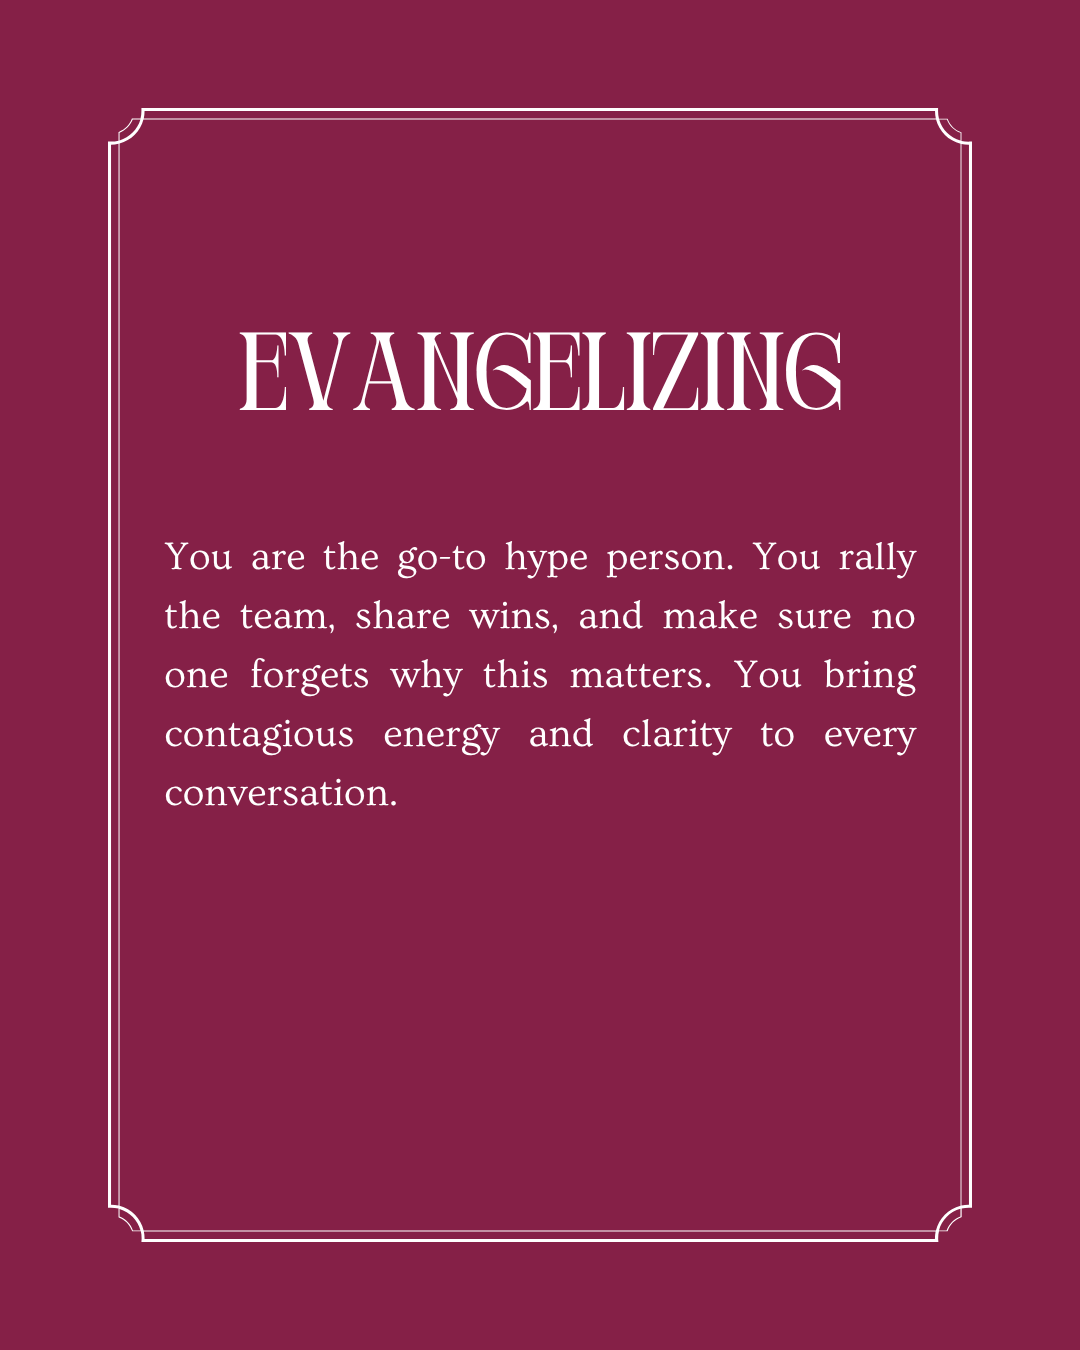 EVANGELIZING
You are the go-to hype person. You rally
the team, share wins, and make sure no
one forgets why this matters. You bring
contagious energy and clarity to every
conversation.